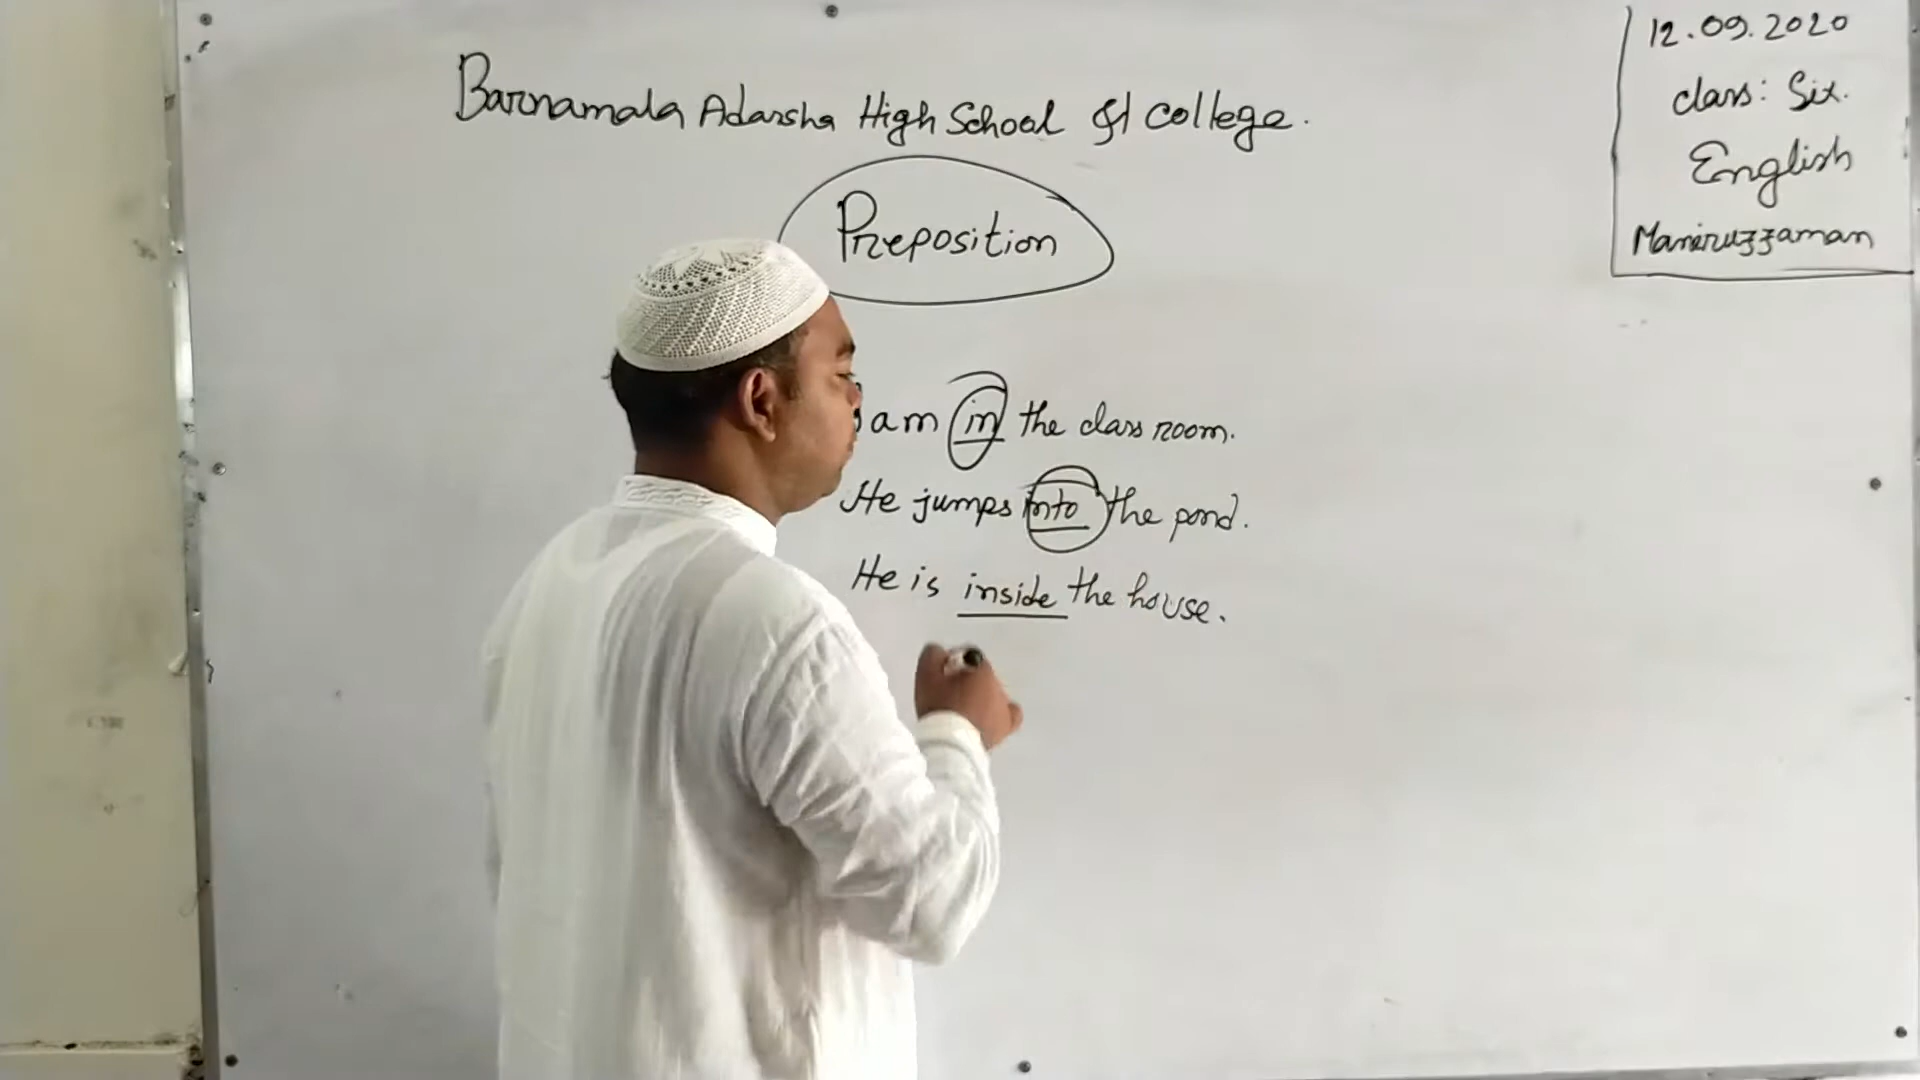 Barnamala Adarsha High School & College.
12.09.2020
class: Six.
English
Maniruzzaman
Preposition
am in the class room.
He jumps into the pond.
He is inside the house.